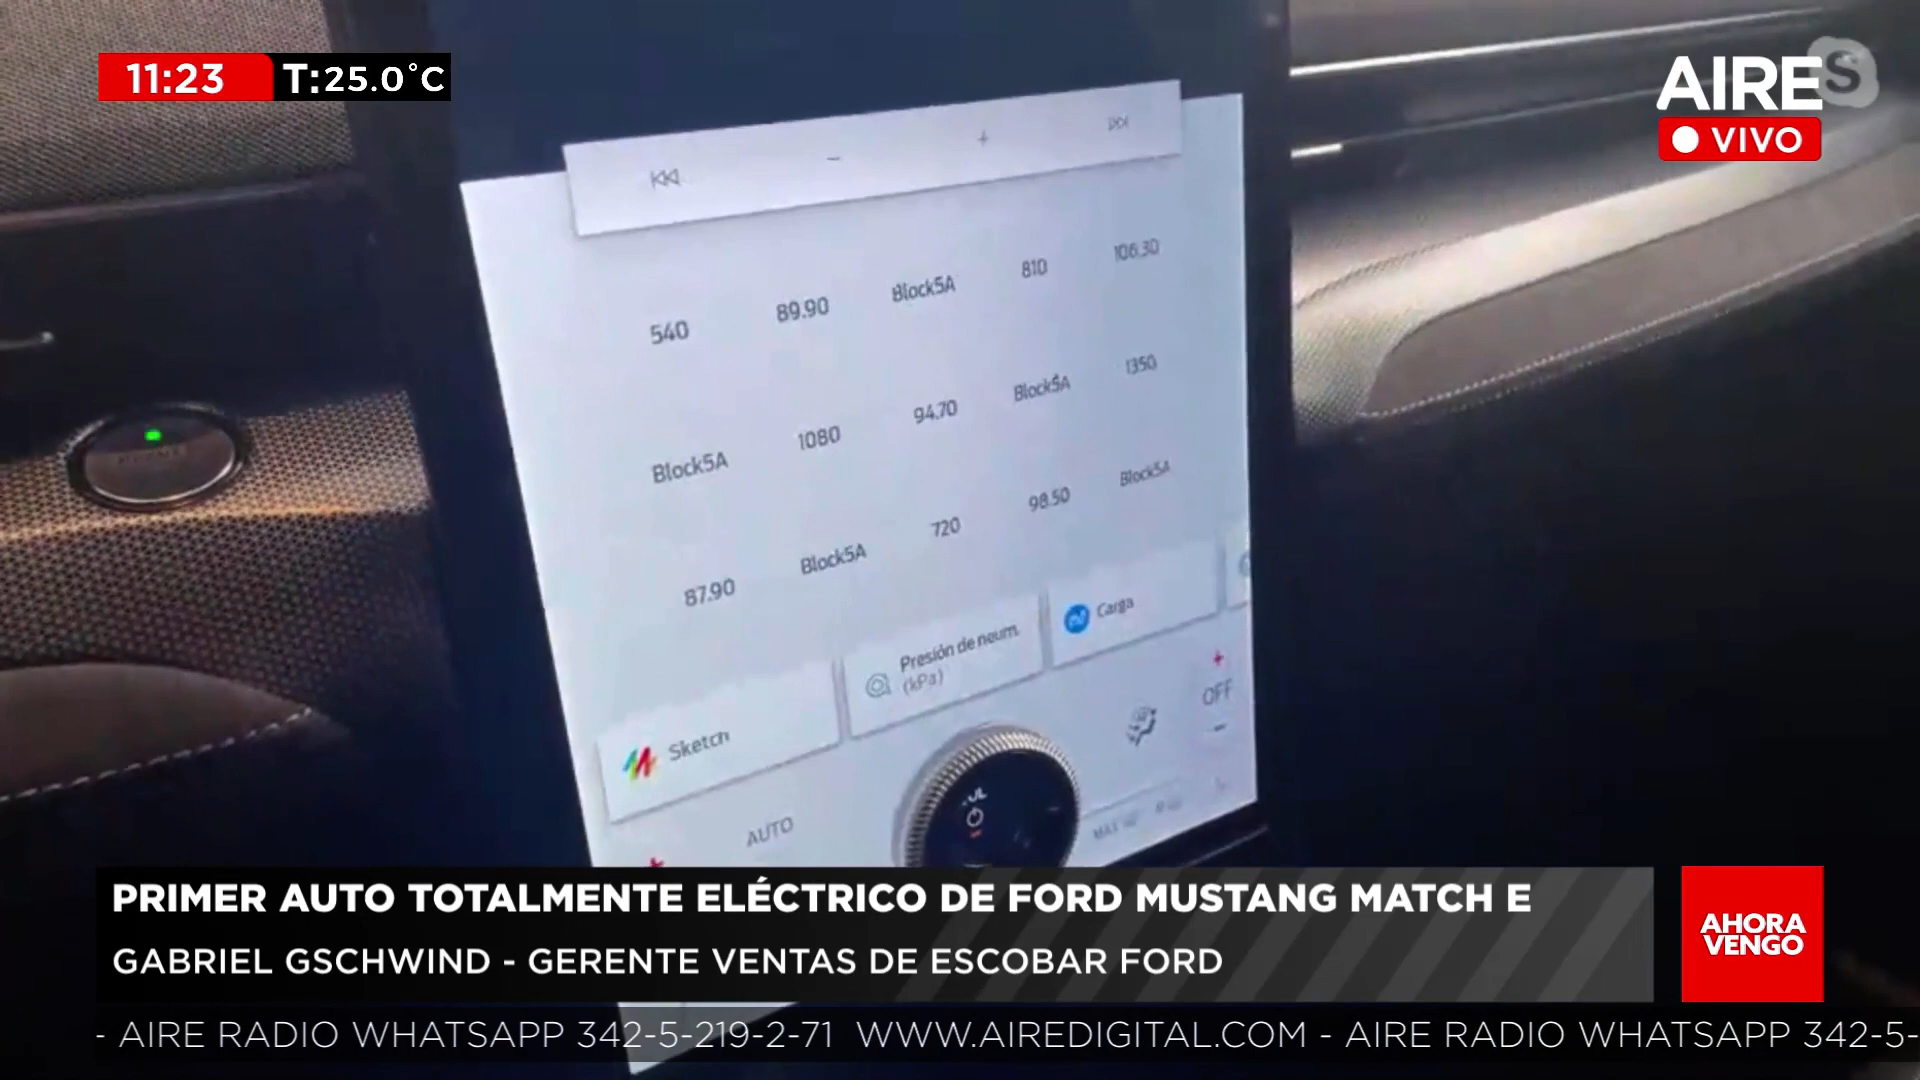 11:23 T:25.0°C
AIRE
VIVO
540 89.90 Block5A 810 106.30
Block5A 1080 94.70 Block5A 1350
87.90 Block5A 720 98.50 Block5A
Sketch
Presión de neum.
(kPa)
Carga
AUTO
OFF
PRIMER AUTO TOTALMENTE ELÉCTRICO DE FORD MUSTANG MATCH E
GABRIEL GSCHWIND - GERENTE VENTAS DE ESCOBAR FORD
AHORA
VENGO
- AIRE RADIO WHATSAPP 342-5-219-2-71 WWW.AIREDIGITAL.COM - AIRE RADIO WHATSAPP 342-5-